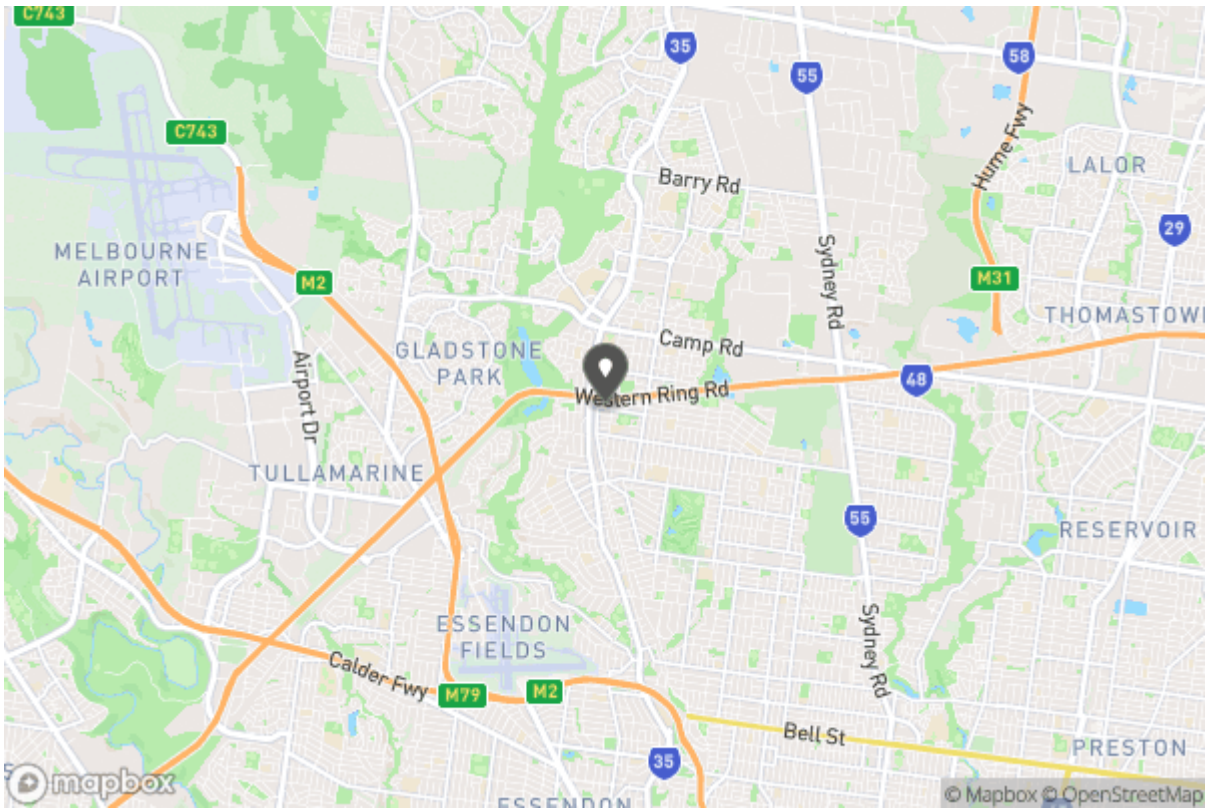 C743
35
55
58
C743
Hume Fwy
LALOR
Barry Rd
29
MELBOURNE
AIRPORT
Sydney Rd
M2
M31
THOMASTOW
GLADSTONE
PARK
Camp Rd
Airport Dr
Western Ring Rd
48
TULLAMARINE
55
RESERVOIR
ESSENDON
FIELDS
Sydney Rd
Calder Fwy
M79
M2
Bell St
PRESTON
35
mapbox
© Mapbox © OpenStreetMap
ESSENDON